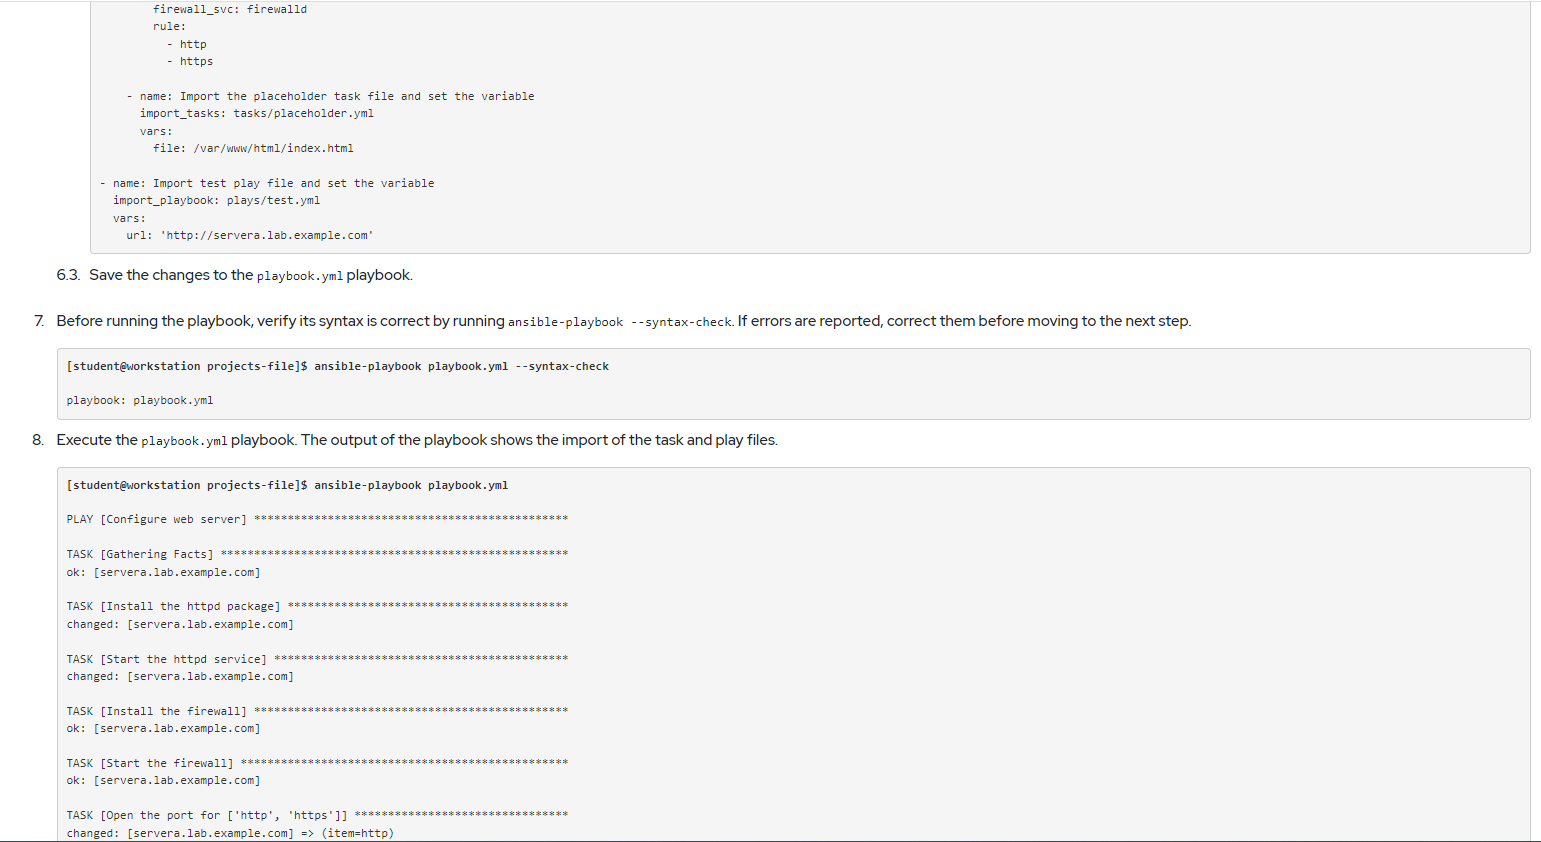 firewall_svc: firewalld
rule:
- http
- https
- name: Import the placeholder task file and set the variable
import_tasks: tasks/placeholder.yml
vars:
file: /var/www/html/index.html
- name: Import test play file and set the variable
import_playbook: plays/test.yml
vars:
url: 'http://servera.lab.example.com'
6.3. Save the changes to the playbook.yml playbook.
7. Before running the playbook, verify its syntax is correct by running ansible-playbook --syntax-check. If errors are reported, correct them before moving to the next step.
[student@workstation projects-file]$ ansible-playbook playbook.yml --syntax-check
playbook: playbook.yml
8. Execute the playbook.yml playbook. The output of the playbook shows the import of the task and play files.
[student@workstation projects-file]$ ansible-playbook playbook.yml
PLAY [Configure web server] ***********************************************
TASK [Gathering Facts] ****************************************************
ok: [servera.lab.example.com]
TASK [Install the httpd package] ******************************************
changed: [servera.lab.example.com]
TASK [Start the httpd service] ********************************************
changed: [servera.lab.example.com]
TASK [Install the firewall] ***********************************************
ok: [servera.lab.example.com]
TASK [Start the firewall] *************************************************
ok: [servera.lab.example.com]
TASK [Open the port for ['http', 'https']] ********************************
changed: [servera.lab.example.com] => (item=http)